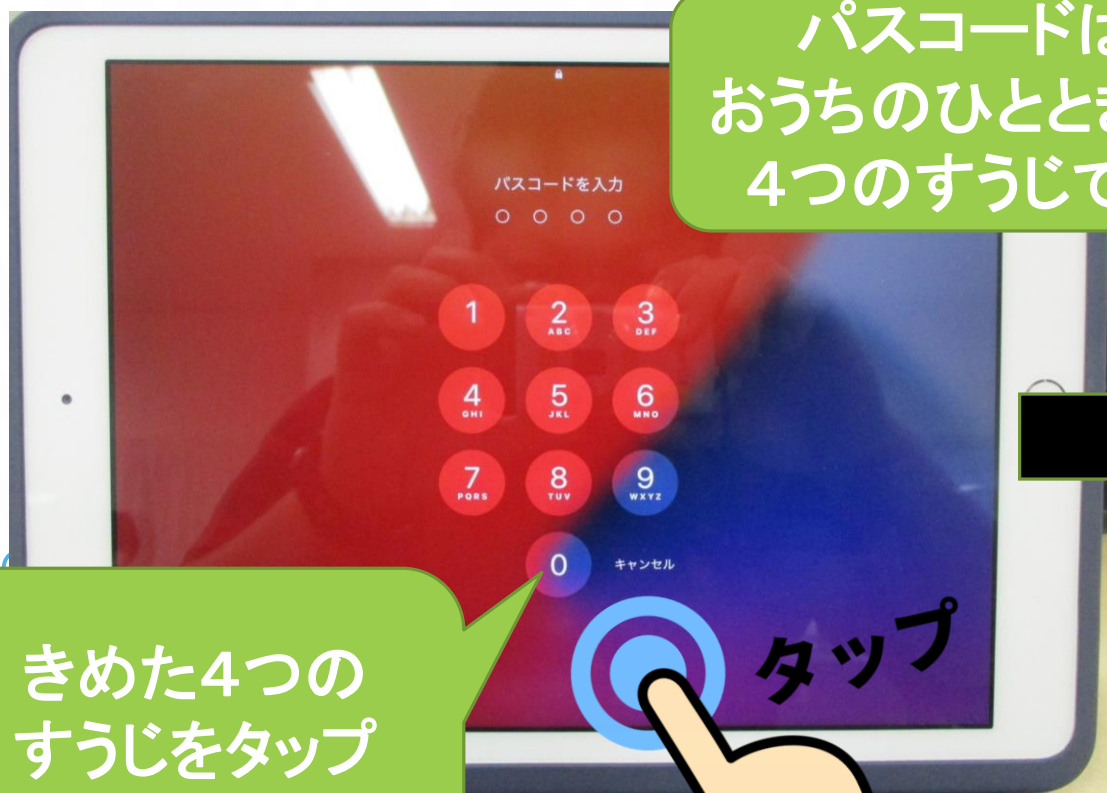 パスコードは
おうちのひとと
4つのすうじで
パスコードを入力
1
2
ABC
3
DEF
4
GHI
5
JKL
6
MNO
7
PQRS
8
TUV
9
WXYZ
0
キャンセル
タップ
きめた4つの
すうじをタップ